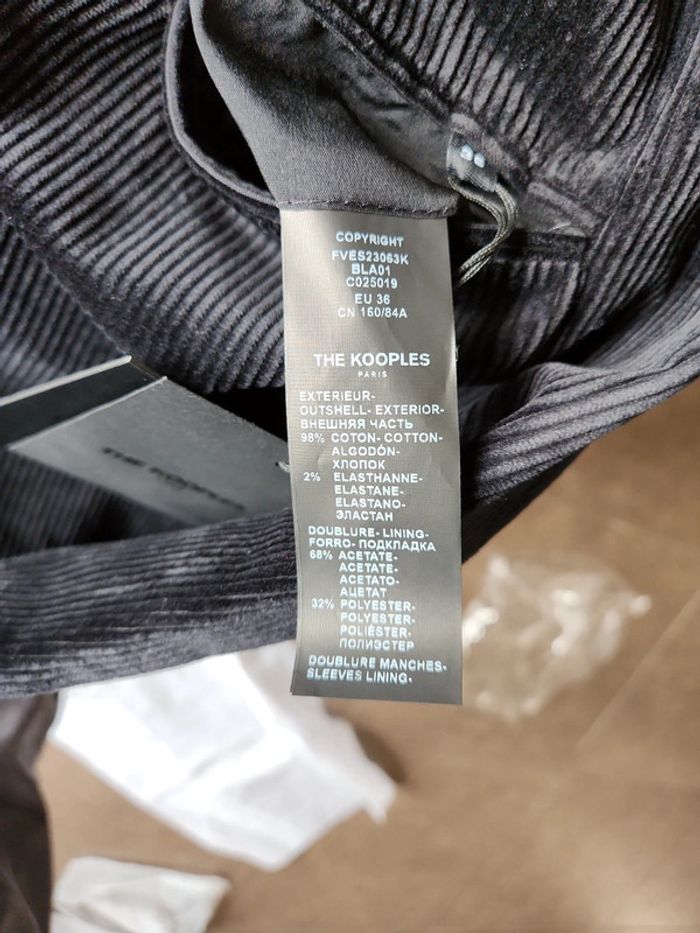 COPYRIGHT
FVES23063K
BLA01
C025019
EU 36
CN 160/84A
THE KOOPLES
PARIS
EXTERIEUR-
OUTSHELL- EXTERIOR-
ВНЕШНЯЯ ЧАСТЬ
98% COTON- COTTON-
ALGODÓN-
ХЛОПОК
2% ELASTHANNE-
ELASTANE-
ELASTANO-
ЭЛАСТАН
DOUBLURE- LINING-
FORRO- ПОДКЛАДКА
68% ACETATE-
ACETATE-
ACETATO-
АЦЕТАТ
32% POLYESTER-
POLYESTER-
POLIÉSTER-
ПОЛИЭСТЕР
DOUBLURE MANCHES-
SLEEVES LINING-
THE KOOPLES